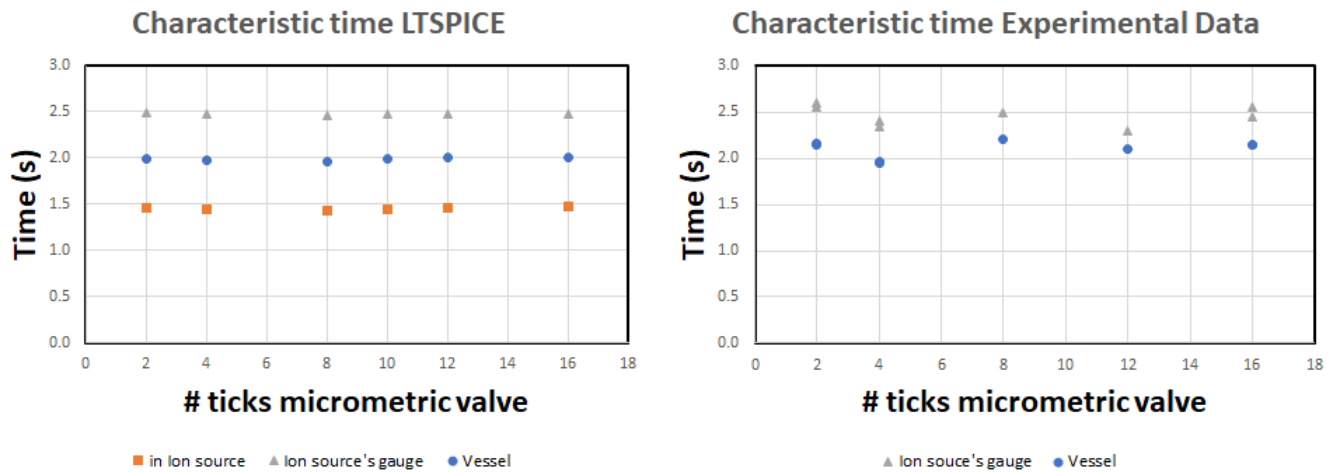 Characteristic time LTSPICE
3.0
2.5
2.0
1.5
1.0
0.5
0.0
Time (s)
0 2 4 6 8 10 12 14 16 18
# ticks micrometric valve
in Ion source Ion source's gauge Vessel
Characteristic time Experimental Data
3.0
2.5
2.0
1.5
1.0
0.5
0.0
Time (s)
0 2 4 6 8 10 12 14 16 18
# ticks micrometric valve
Ion souce's gauge Vessel